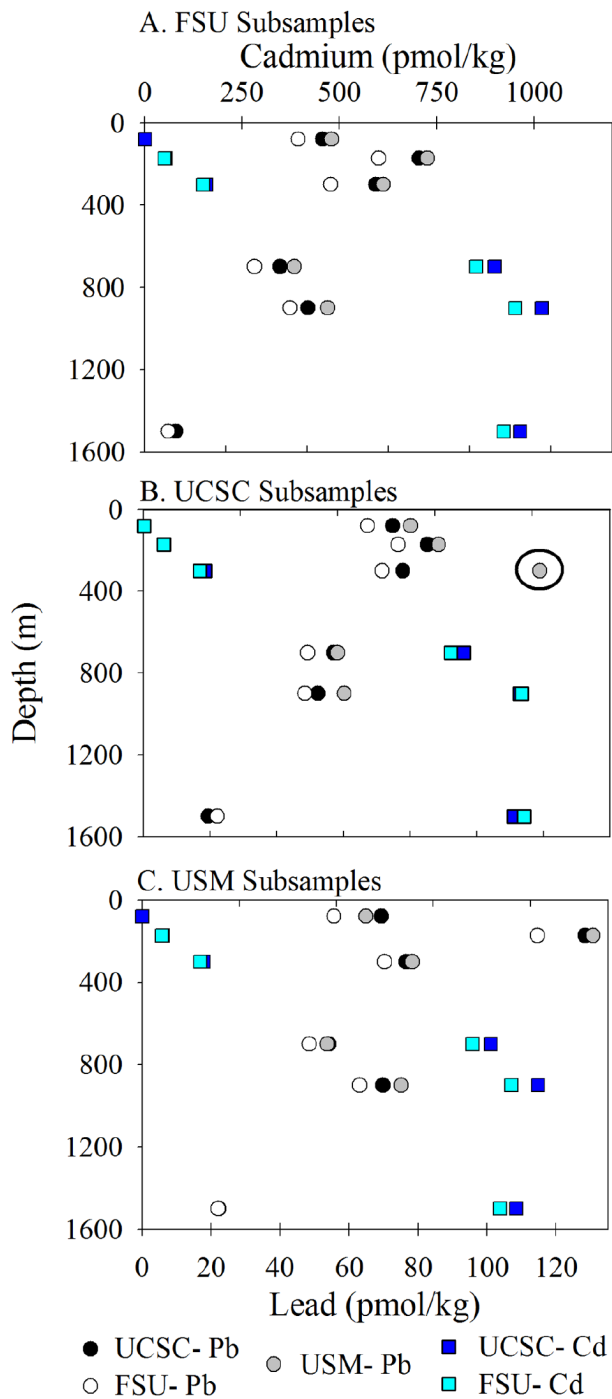 A. FSU Subsamples
Cadmium (pmol/kg)
0 250 500 750 1000
0
400
800
1200
1600
B. UCSC Subsamples
0
400
800
1200
1600
Depth (m)
C. USM Subsamples
0
400
800
1200
1600
0 20 40 60 80 100 120
Lead (pmol/kg)
UCSC- Pb
FSU- Pb
USM- Pb
UCSC- Cd
FSU- Cd